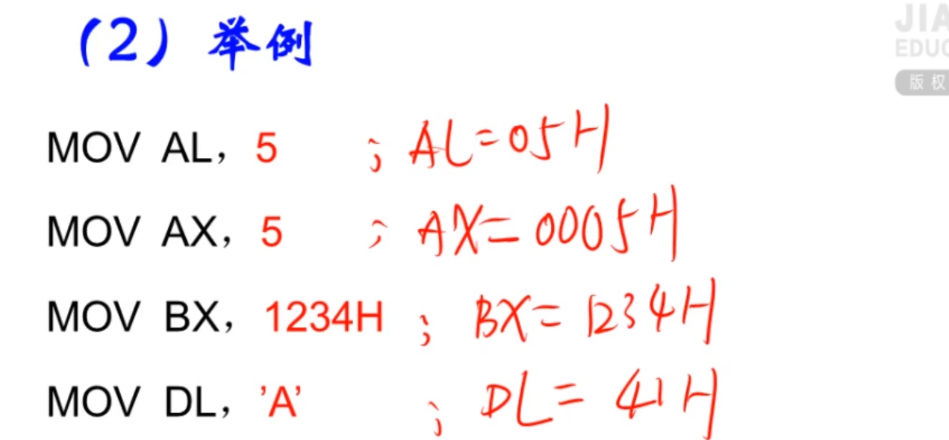 (2) 举例
JIA
EDUC
版权
MOV AL, 5 ; AL=05H
MOV AX, 5 ; AX=0005H
MOV BX, 1234H ; BX=1234H
MOV DL, 'A' ; DL=41H